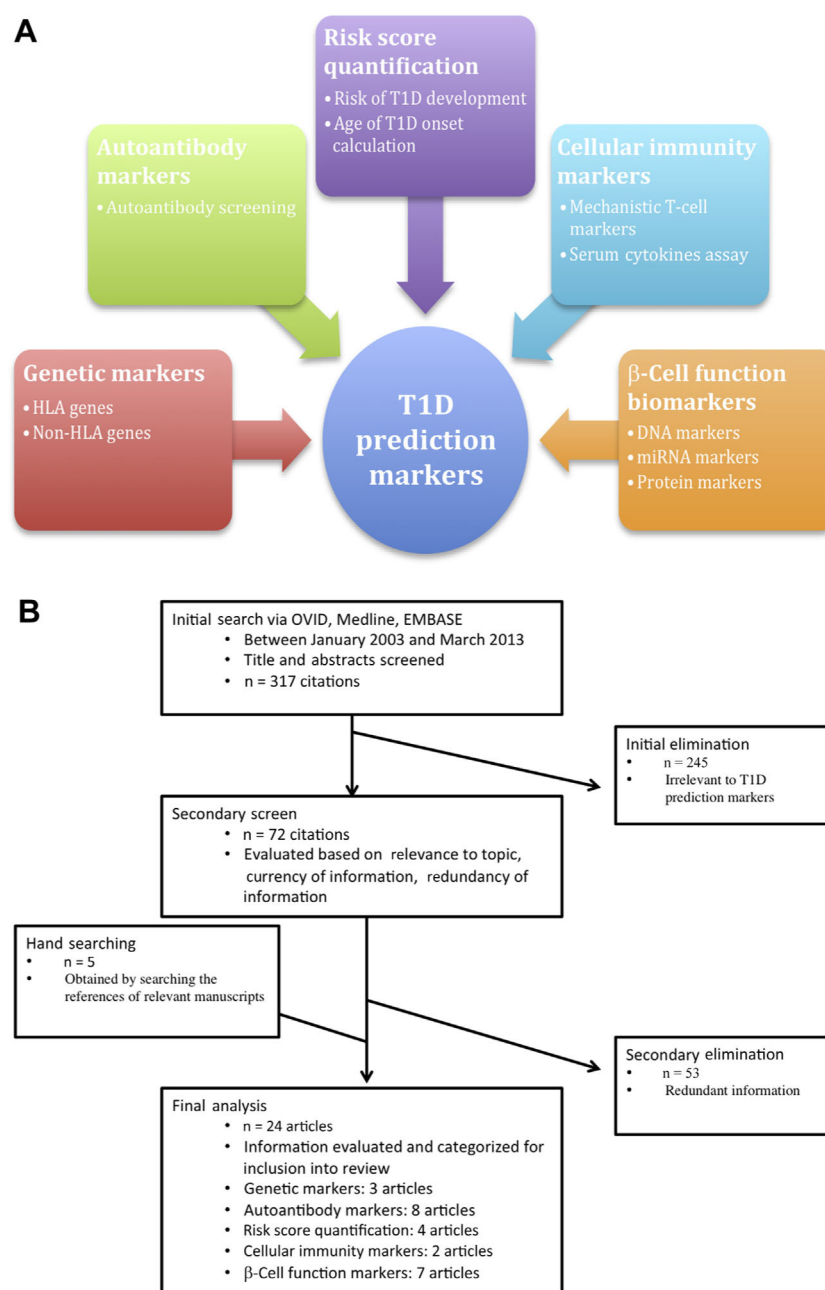 A
Risk score
quantification
• Risk of T1D development
• Age of T1D onset
calculation
Autoantibody
markers
• Autoantibody screening
Cellular immunity
markers
• Mechanistic T-cell
markers
• Serum cytokines assay
Genetic markers
• HLA genes
• Non-HLA genes
T1D
prediction
markers
β-Cell function
biomarkers
• DNA markers
• miRNA markers
• Protein markers
B
Initial search via OVID, Medline, EMBASE
• Between January 2003 and March 2013
• Title and abstracts screened
• n = 317 citations
Initial elimination
• n = 245
• Irrelevant to T1D
prediction markers
Secondary screen
• n = 72 citations
• Evaluated based on relevance to topic,
currency of information, redundancy of
information
Hand searching
• n = 5
• Obtained by searching the
references of relevant manuscripts
Secondary elimination
• n = 53
• Redundant information
Final analysis
• n = 24 articles
• Information evaluated and categorized for
inclusion into review
• Genetic markers: 3 articles
• Autoantibody markers: 8 articles
• Risk score quantification: 4 articles
• Cellular immunity markers: 2 articles
• β-Cell function markers: 7 articles